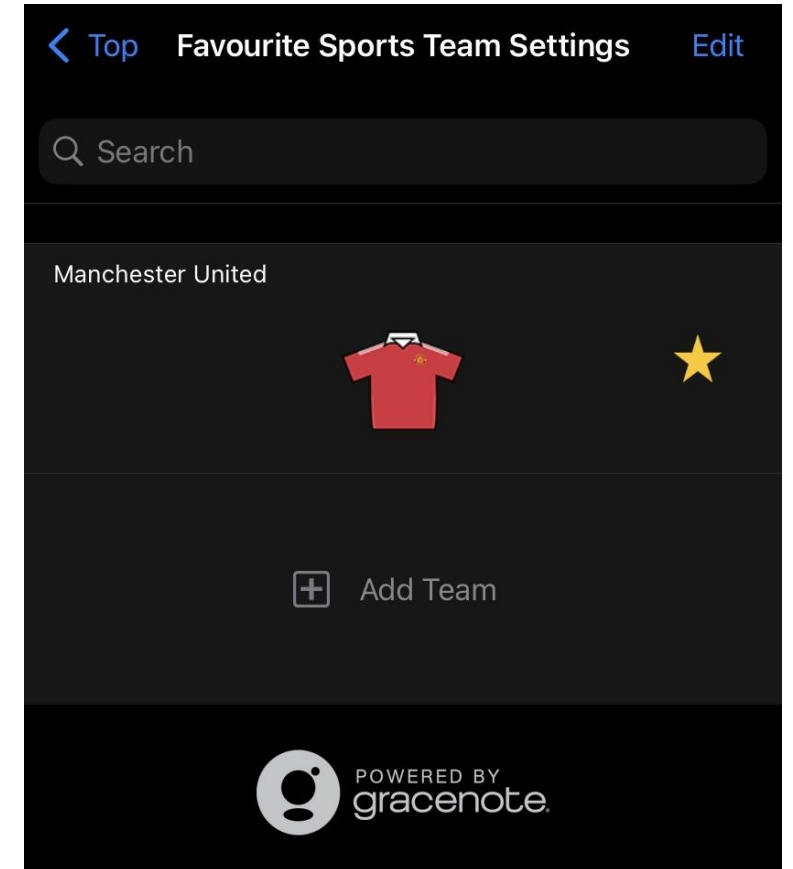 Top Favourite Sports Team Settings Edit
Search
Manchester United
Add Team
POWERED BY
gracenote.